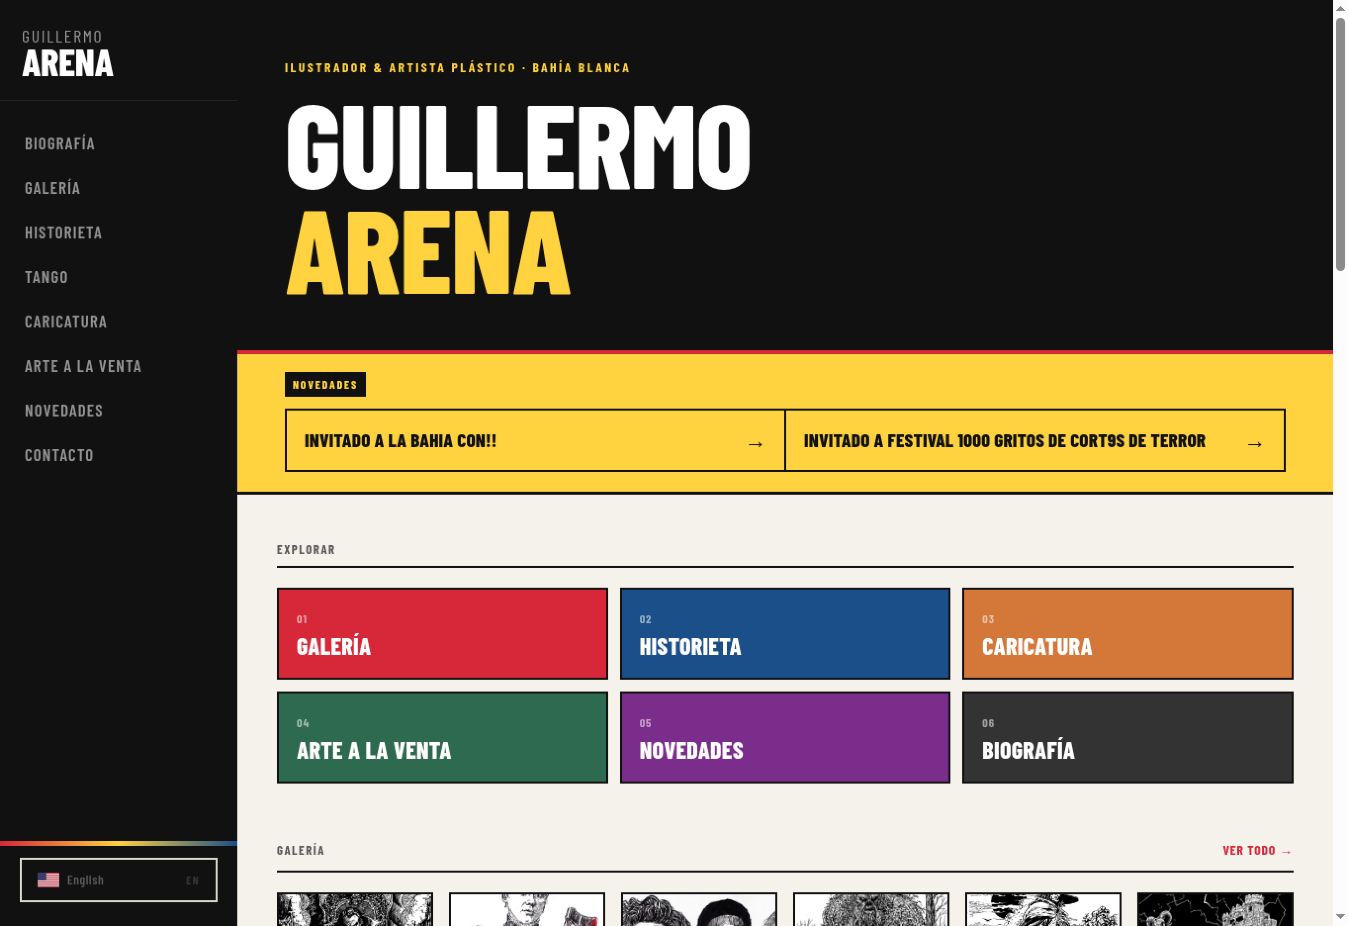 GUILLERMO
ARENA
BIOGRAFÍA
GALERÍA
HISTORIETA
TANGO
CARICATURA
ARTE A LA VENTA
NOVEDADES
CONTACTO
English EN
ILUSTRADOR & ARTISTA PLÁSTICO · BAHÍA BLANCA
GUILLERMO
ARENA
NOVEDADES
INVITADO A LA BAHIA CON!! →
INVITADO A FESTIVAL 1000 GRITOS DE CORT9S DE TERROR →
EXPLORAR
01
GALERÍA
02
HISTORIETA
03
CARICATURA
04
ARTE A LA VENTA
05
NOVEDADES
06
BIOGRAFÍA
GALERÍA
VER TODO →